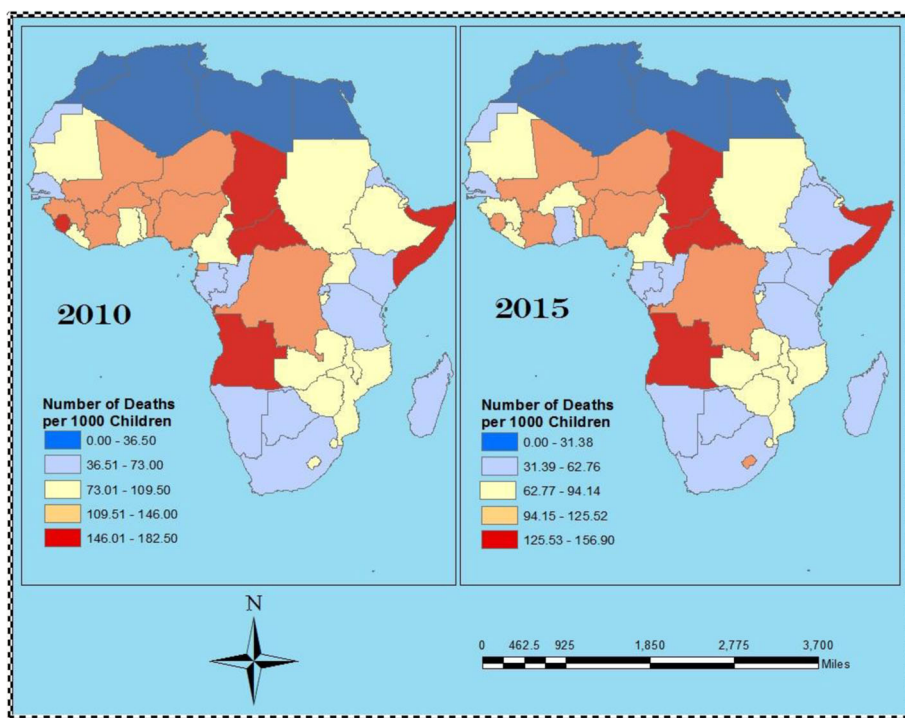 2010
Number of Deaths
per 1000 Children
0.00 - 36.50
36.51 - 73.00
73.01 - 109.50
109.51 - 146.00
146.01 - 182.50
2015
Number of Deaths
per 1000 Children
0.00 - 31.38
31.39 - 62.76
62.77 - 94.14
94.15 - 125.52
125.53 - 156.90
N
0 462.5 925 1,850 2,775 3,700
Miles